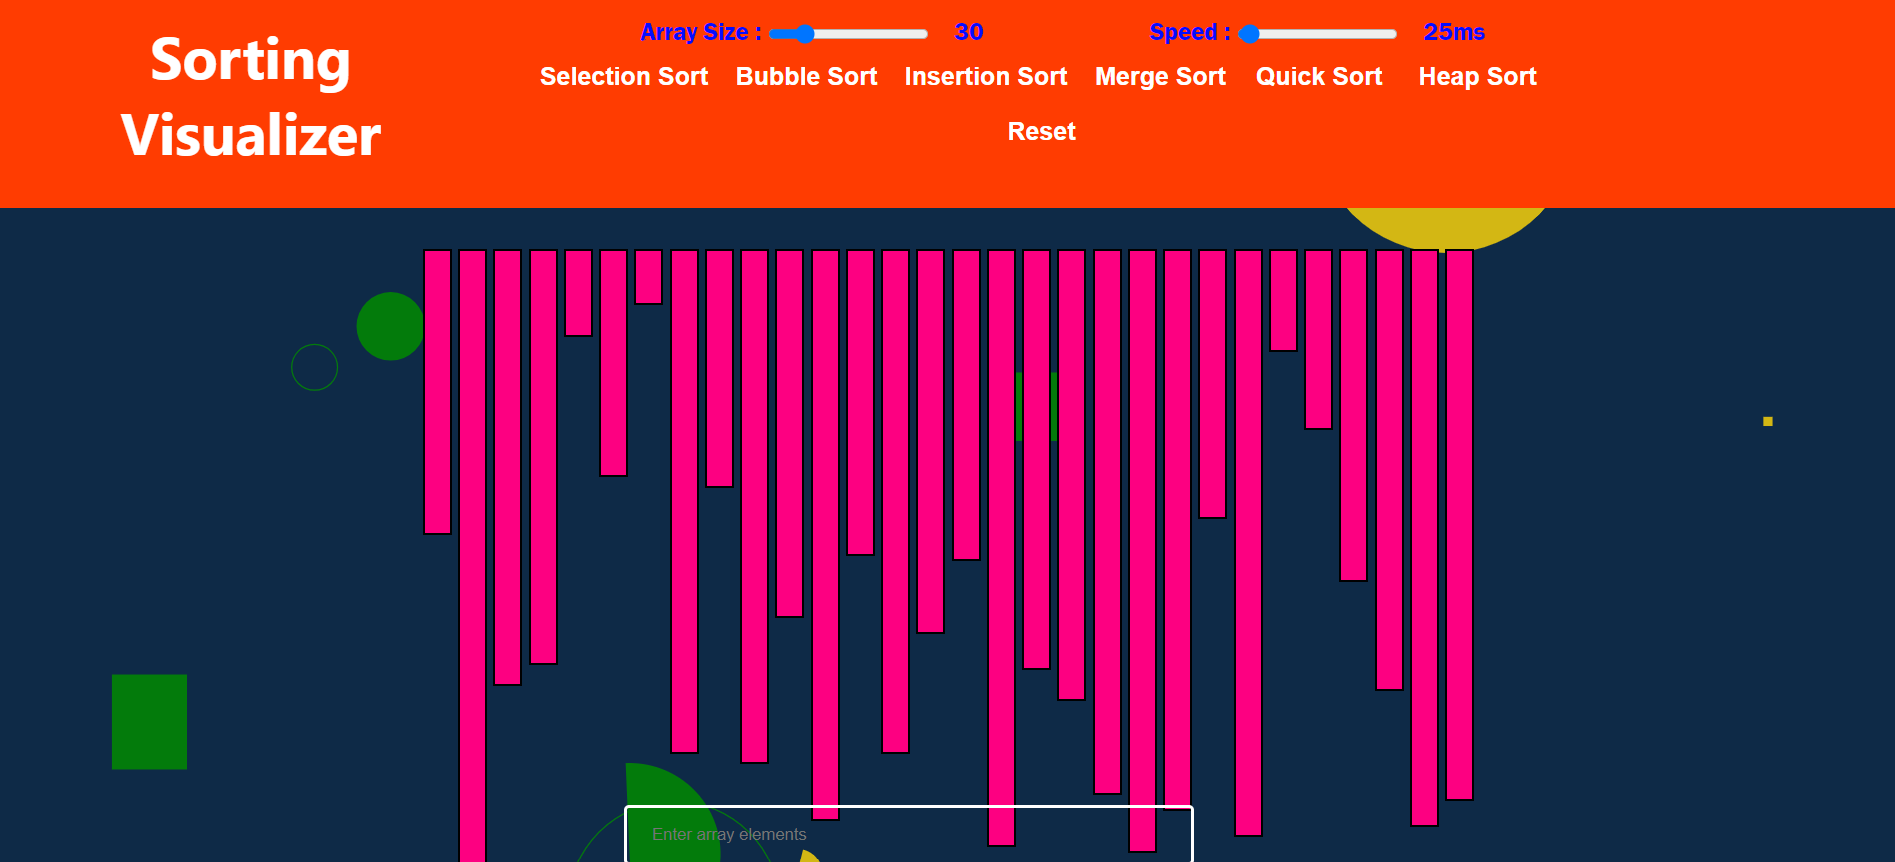 Sorting
Visualizer
Array Size : 30 Speed : 25ms
Selection Sort Bubble Sort Insertion Sort Merge Sort Quick Sort Heap Sort
Reset
Enter array elements